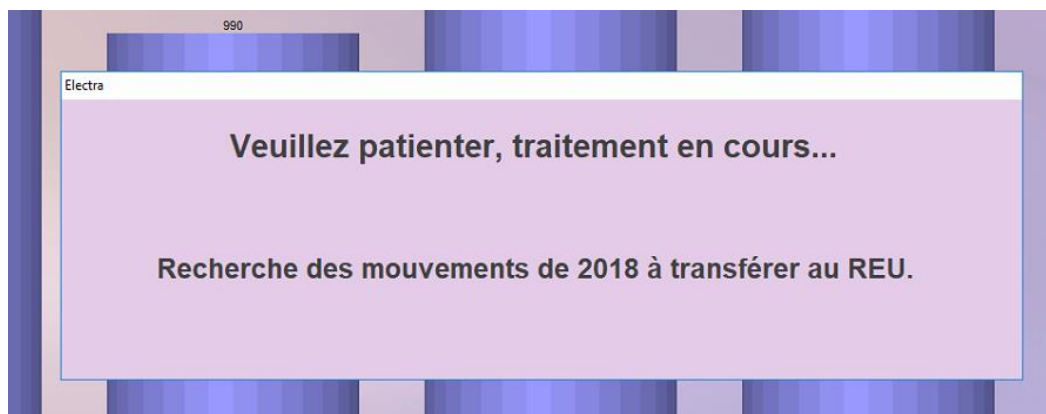 990
Electra
Veuillez patienter, traitement en cours...
Recherche des mouvements de 2018 à transférer au REU.